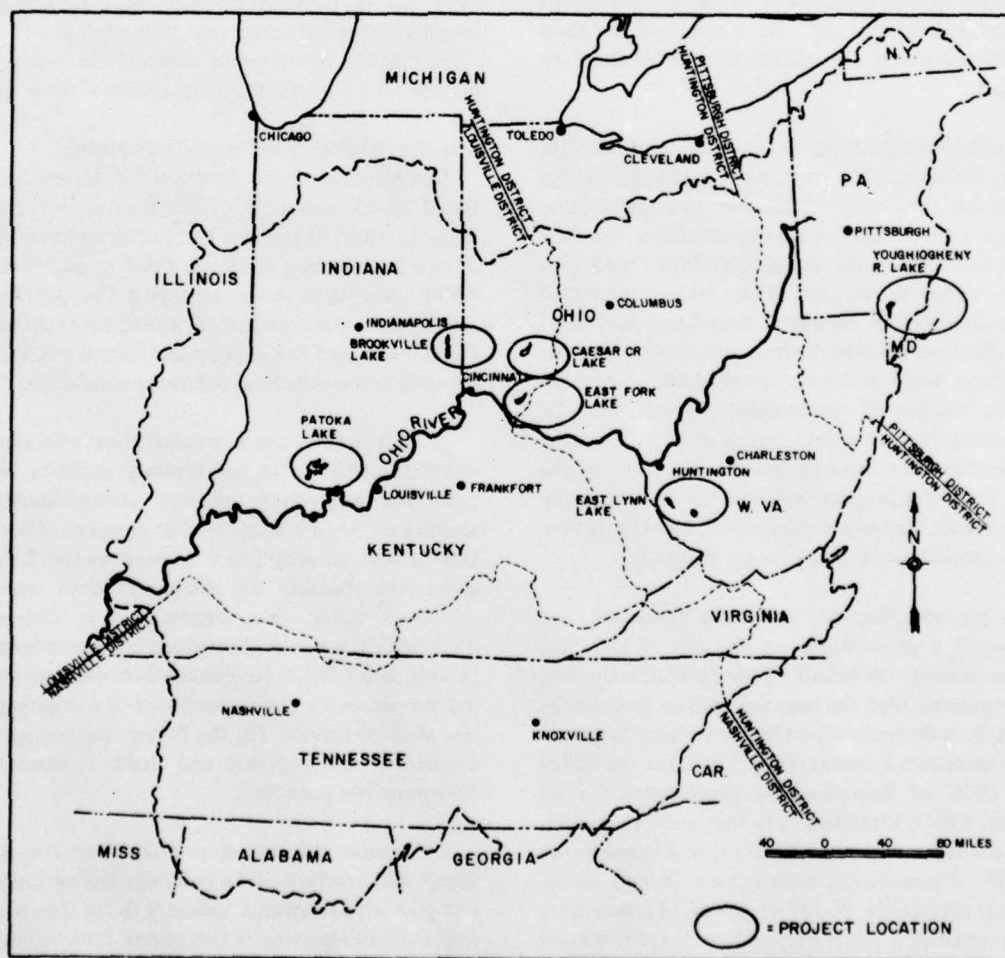 N.Y.
MICHIGAN
CHICAGO
TOLEDO
CLEVELAND
PITTSBURGH DISTRICT
HUNTINGTON DISTRICT
HUNTINGTON DISTRICT
LOUISVILLE DISTRICT
PA.
PITTSBURGH
YOUGHIOGHENY
R. LAKE
MD
ILLINOIS
INDIANA
INDIANAPOLIS
BROOKVILLE
LAKE
OHIO
COLUMBUS
CAESAR CR
LAKE
CINCINNATI
EAST FORK
LAKE
PATOKA
LAKE
OHIO RIVER
LOUISVILLE
FRANKFORT
HUNTINGTON
CHARLESTON
EAST LYNN
LAKE
W. VA.
PITTSBURGH DISTRICT
HUNTINGTON DISTRICT
N
KENTUCKY
VIRGINIA
LOUISVILLE DISTRICT
NASHVILLE DISTRICT
NASHVILLE
KNOXVILLE
TENNESSEE
CAR.
HUNTINGTON DISTRICT
NASHVILLE DISTRICT
MISS
ALABAMA
GEORGIA
40 MILES 0 80 MILES
= PROJECT LOCATION